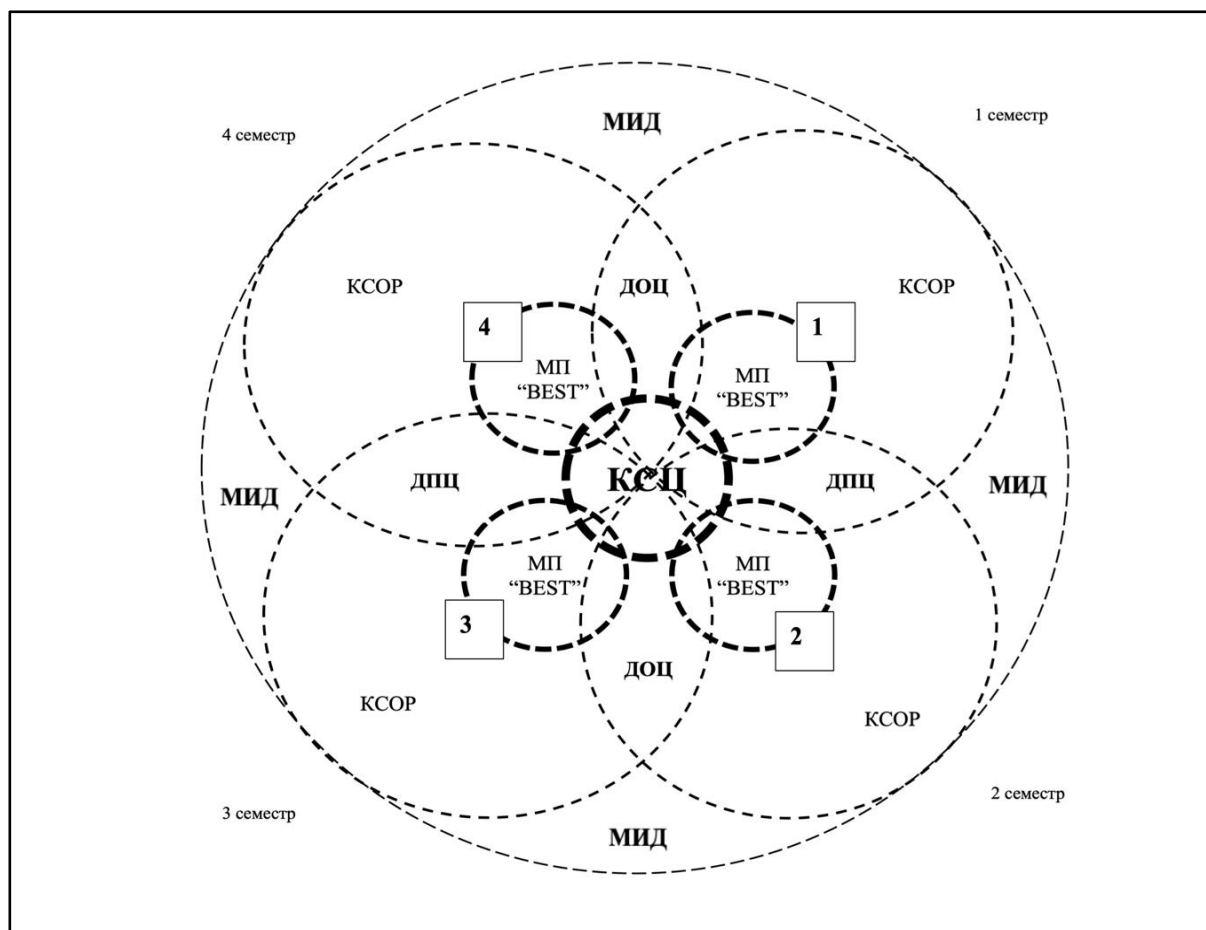 МИД
4 семестр
1 семестр
КСОР
ДОЦ
КСОР
4
1
МП
“BEST”
МП
“BEST”
КСЦ
ДПЦ
ДПЦ
МИД
МИД
МП
“BEST”
МП
“BEST”
3
2
ДОЦ
КСОР
КСОР
3 семестр
2 семестр
МИД